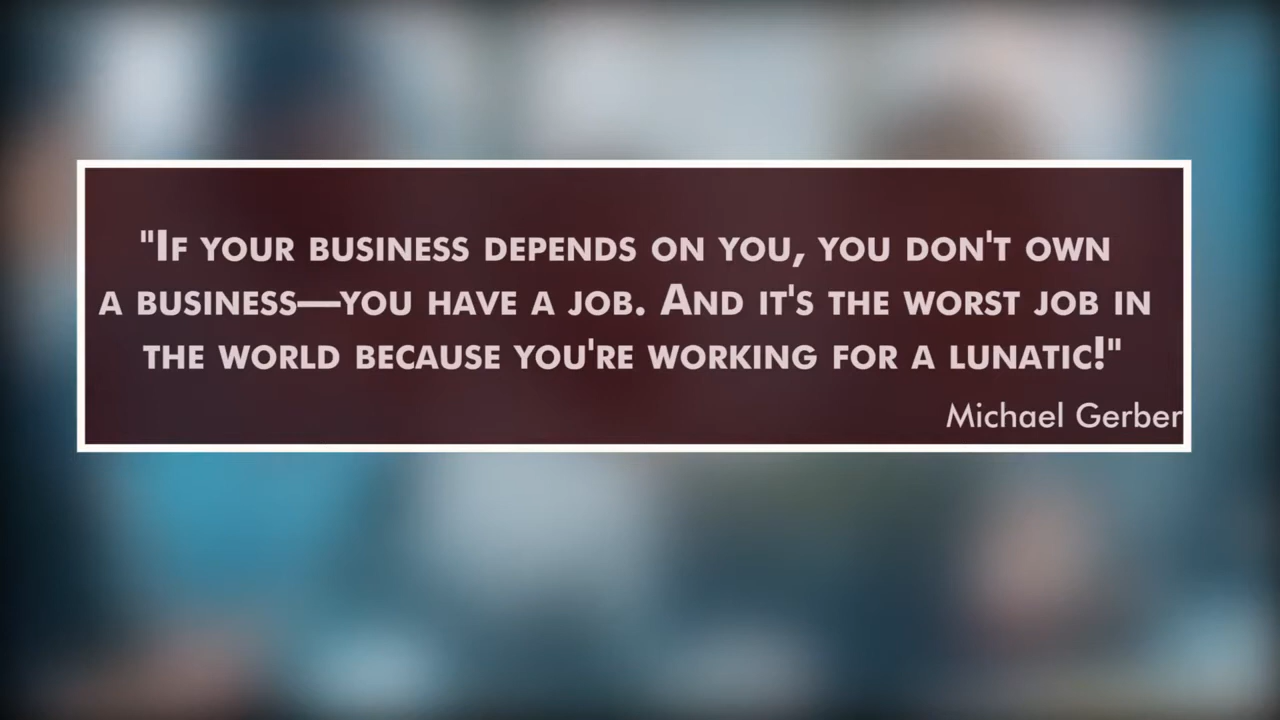 "If your business depends on you, you don't own
a business—you have a job. And it's the worst job in
the world because you're working for a lunatic!"
Michael Gerber